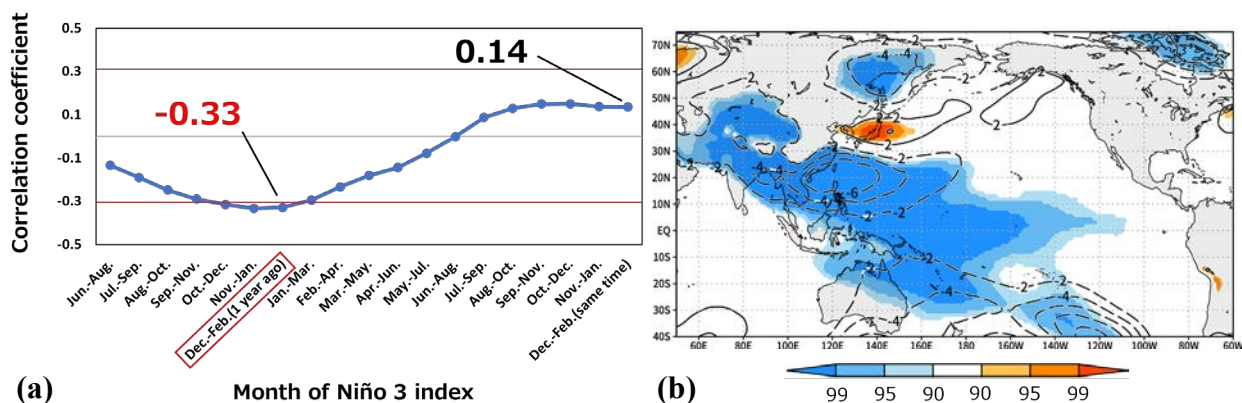 0.5
0.3
0.1
-0.1
-0.3
-0.5
Correlation coefficient
-0.33
0.14
Jun.-Aug.
Jul.-Sep.
Aug.-Oct.
Sep.-Nov.
Oct.-Dec.
Nov.-Jan.
Dec.-Feb.(1 year ago)
Jan.-Mar.
Feb.-Apr.
Mar.-May.
Apr.-Jun.
May.-Jul.
Jun.-Aug.
Jul.-Sep.
Aug.-Oct.
Sep.-Nov.
Oct.-Dec.
Nov.-Jan.
Dec.-Feb.(same time)
(a)
Month of Niño 3 index
70N
60N
50N
40N
30N
20N
10N
EQ
10S
20S
30S
40S
60E 80E 100E 120E 140E 160E 180 160W 140W 120W 100W 80W 60W
99 95 90 90 95 99
(b)